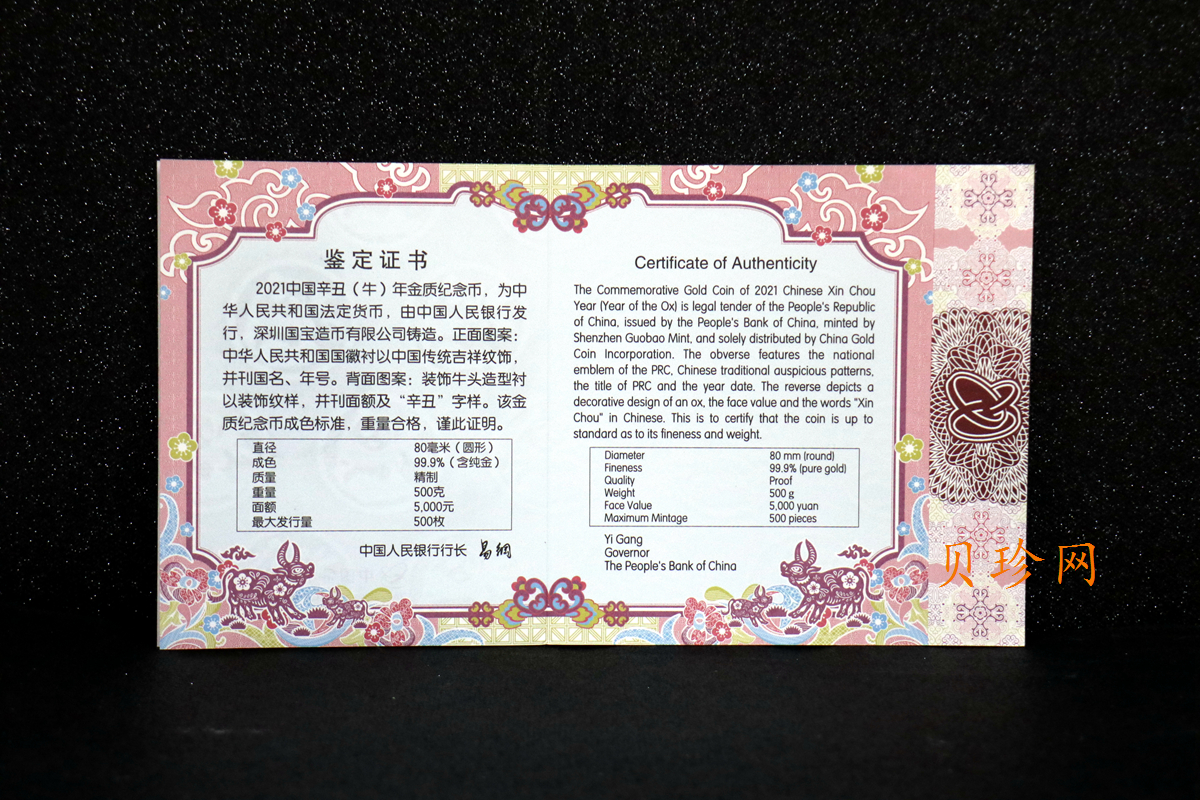 鉴定证书
2021中国辛丑（牛）年金质纪念币，为中
华人民共和国法定货币，由中国人民银行发
行，深圳国宝造币有限公司铸造。正面图案：
中华人民共和国国徽衬以中国传统吉祥纹饰，
并刊国名、年号。背面图案：装饰牛头造型衬
以装饰纹样，并刊面额及“辛丑”字样。该金
质纪念币成色标准，重量合格，谨此证明。
直径 80毫米（圆形）
成色 99.9%（含纯金）
质量 精制
重量 500克
面额 5,000元
最大发行量 500枚
中国人民银行行长 易纲
Certificate of Authenticity
The Commemorative Gold Coin of 2021 Chinese Xin Chou
Year (Year of the Ox) is legal tender of the People's Republic
of China, issued by the People's Bank of China, minted by
Shenzhen Guobao Mint, and solely distributed by China Gold
Coin Incorporation. The obverse features the national
emblem of the PRC, Chinese traditional auspicious patterns,
the title of PRC and the year date. The reverse depicts a
decorative design of an ox, the face value and the words "Xin
Chou" in Chinese. This is to certify that the coin is up to
standard as to its fineness and weight.
Diameter 80 mm (round)
Fineness 99.9% (pure gold)
Quality Proof
Weight 500 g
Face Value 5,000 yuan
Maximum Mintage 500 pieces
Yi Gang
Governor
The People's Bank of China
贝珍网